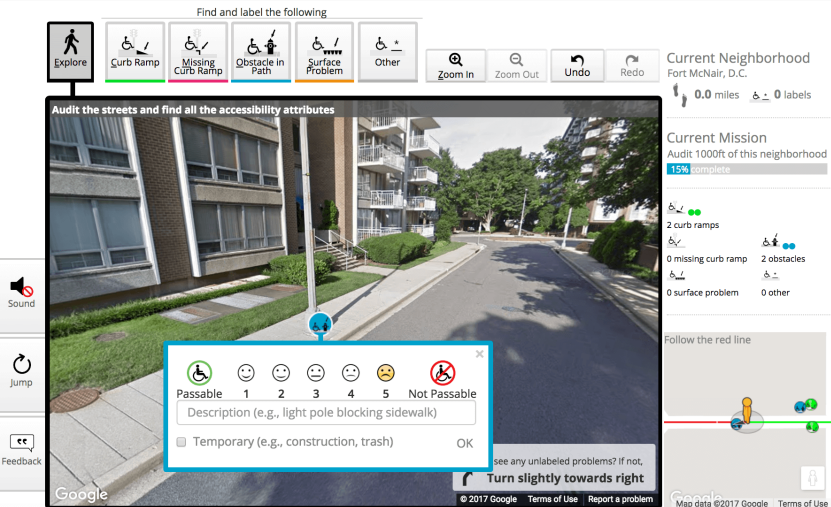 Find and label the following
Explore
Curb Ramp
Missing
Curb Ramp
Obstacle in
Path
Surface
Problem
Other
Zoom In
Zoom Out
Undo
Redo
Current Neighborhood
Fort McNair, D.C.
0.0 miles
0 labels
Current Mission
Audit 1000ft of this neighborhood
15% complete
2 curb ramps
0 missing curb ramp
2 obstacles
0 surface problem
0 other
Follow the red line
Map data ©2017 Google Terms of Use
Google
Audit the streets and find all the accessibility attributes
Sound
Jump
Feedback
×
Passable
1
2
3
4
5
Not Passable
Description (e.g., light pole blocking sidewalk)
Temporary (e.g., construction, trash)
OK
see any unlabeled problems? If not,
Turn slightly towards right
Google
© 2017 Google Terms of Use Report a problem